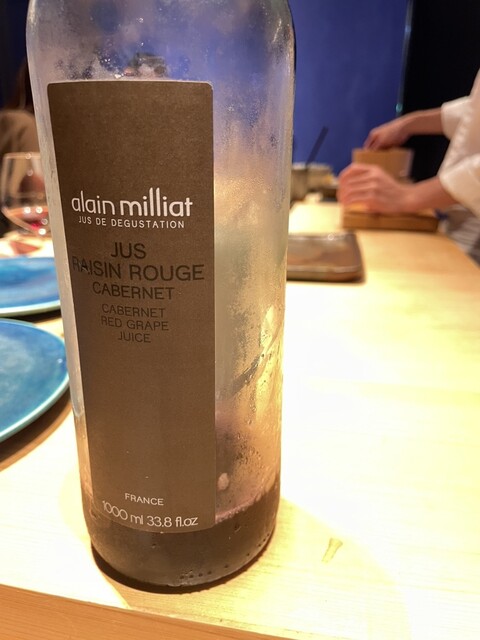 alain milliat
JUS DE DEGUSTATION
JUS
RAISIN ROUGE
CABERNET
CABERNET
RED GRAPE
JUICE
FRANCE
1000 ml 33.8 fl.oz